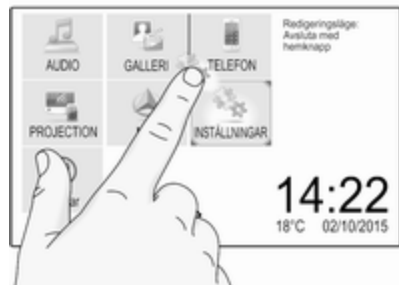 AUDIO
GALLERI
TELEFON
Redigeringsläge:
Avsluta med
hemknapp
PROJECTION
INSTÄLLNINGAR
14:22
18°C 02/10/2015